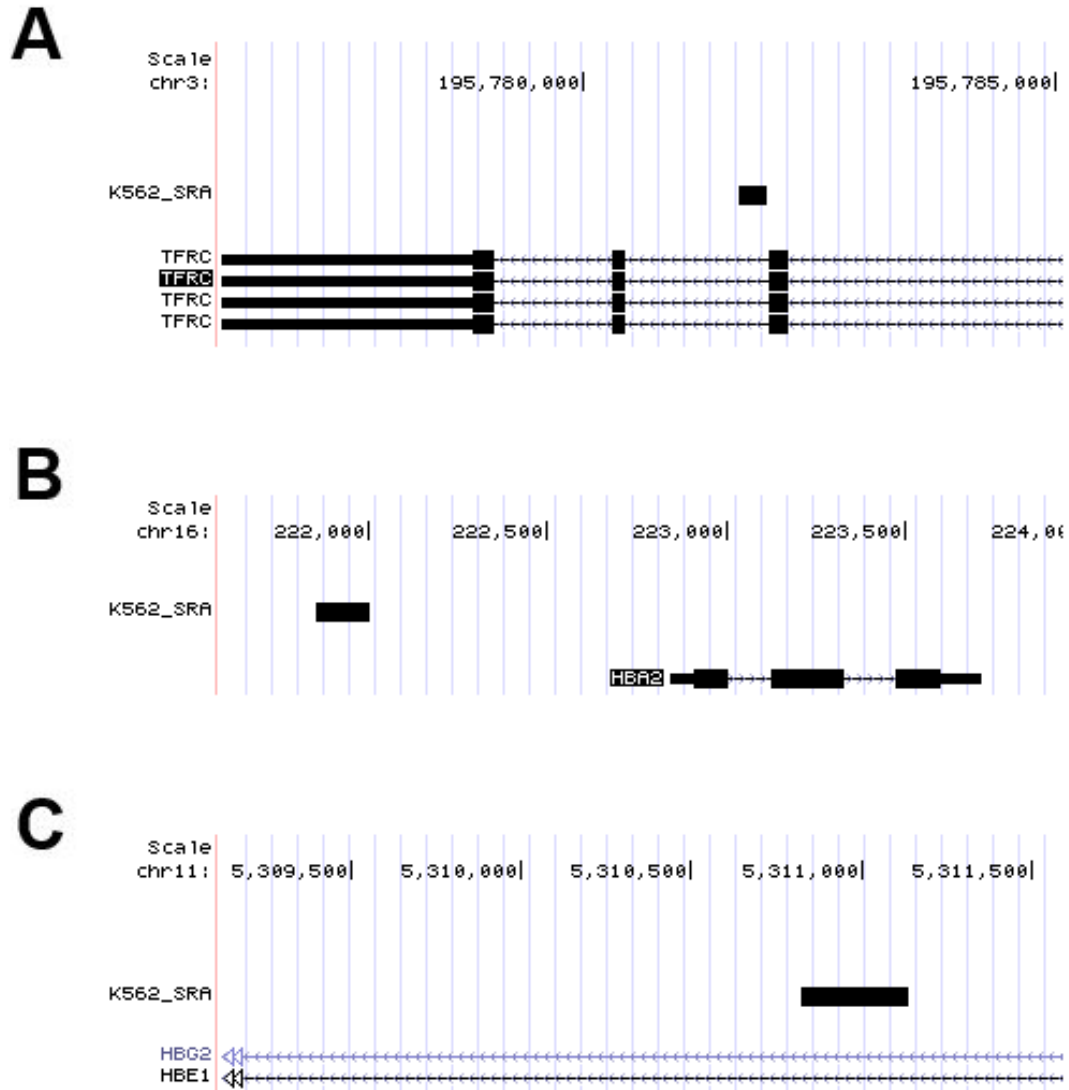 A
Scale
chr3: 195,780,000| 195,785,000|
K562_SRA
TFRC
TFRC
TFRC
TFRC
B
Scale
chr16: 222,000| 222,500| 223,000| 223,500| 224,00
K562_SRA
HBA2
C
Scale
chr11: 5,309,500| 5,310,000| 5,310,500| 5,311,000| 5,311,500|
K562_SRA
HBG2
HBE1